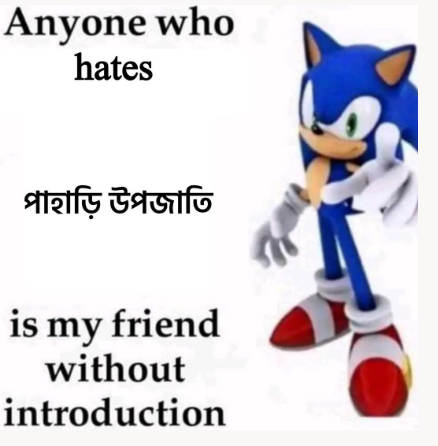 Anyone who
hates
পাহাড়ি উপজাতি
is my friend
without
introduction